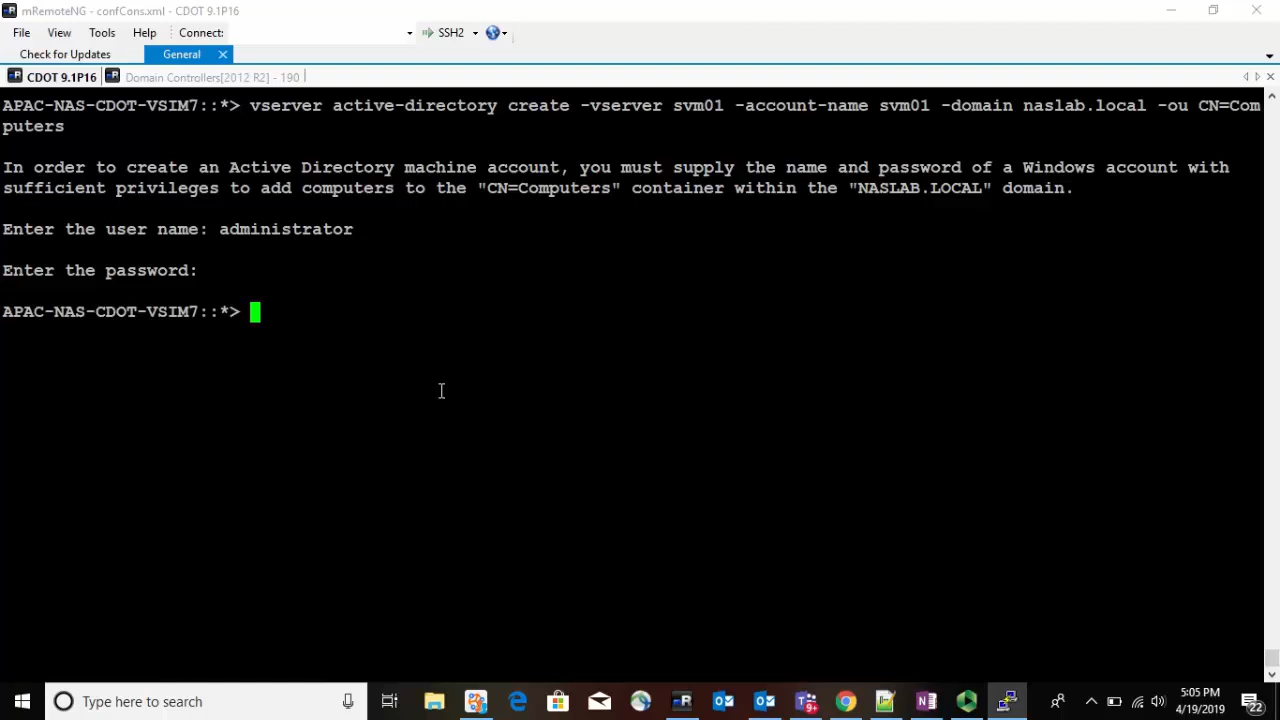 mRemoteNG - confCons.xml - CDOT 9.1P16
File View Tools Help Connect: SSH2
Check for Updates General
CDOT 9.1P16 Domain Controllers[2012 R2] - 190
APAC-NAS-CDOT-VSIM7::*> vserver active-directory create -vserver svm01 -account-name svm01 -domain naslab.local -ou CN=Com
puters
In order to create an Active Directory machine account, you must supply the name and password of a Windows account with
sufficient privileges to add computers to the "CN=Computers" container within the "NASLAB.LOCAL" domain.
Enter the user name: administrator
Enter the password:
APAC-NAS-CDOT-VSIM7::*>
Type here to search
9+
5:05 PM
4/19/2019
22